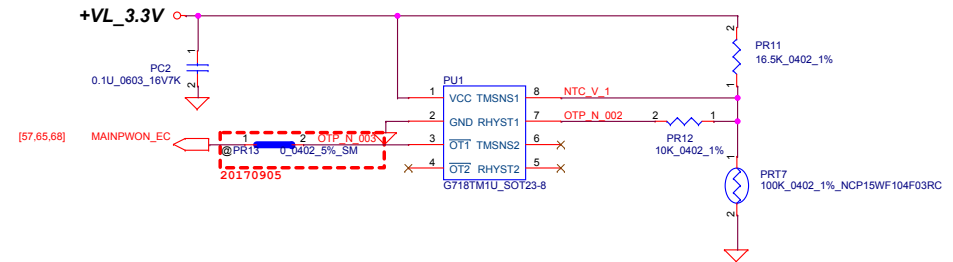 +VL_3.3V
2
PR11
16.5K_0402_1%
1
1
PC2
0.1U_0603_16V7K
2
PU1
1 VCC TMSNS1 8 NTC_V_1
2 GND RHYST1 7 OTP_N_002 2 1
PR12
10K_0402_1%
[57,65,68] MAINPWON_EC 1 2 OTP_N_003 3 OT1 TMSNS2 6
@PR13 0_0402_5%_SM
4 OT2 RHYST2 5
20170905
G718TM1U_SOT23-8
1
PRT7
100K_0402_1%_NCP15WF104F03RC
2